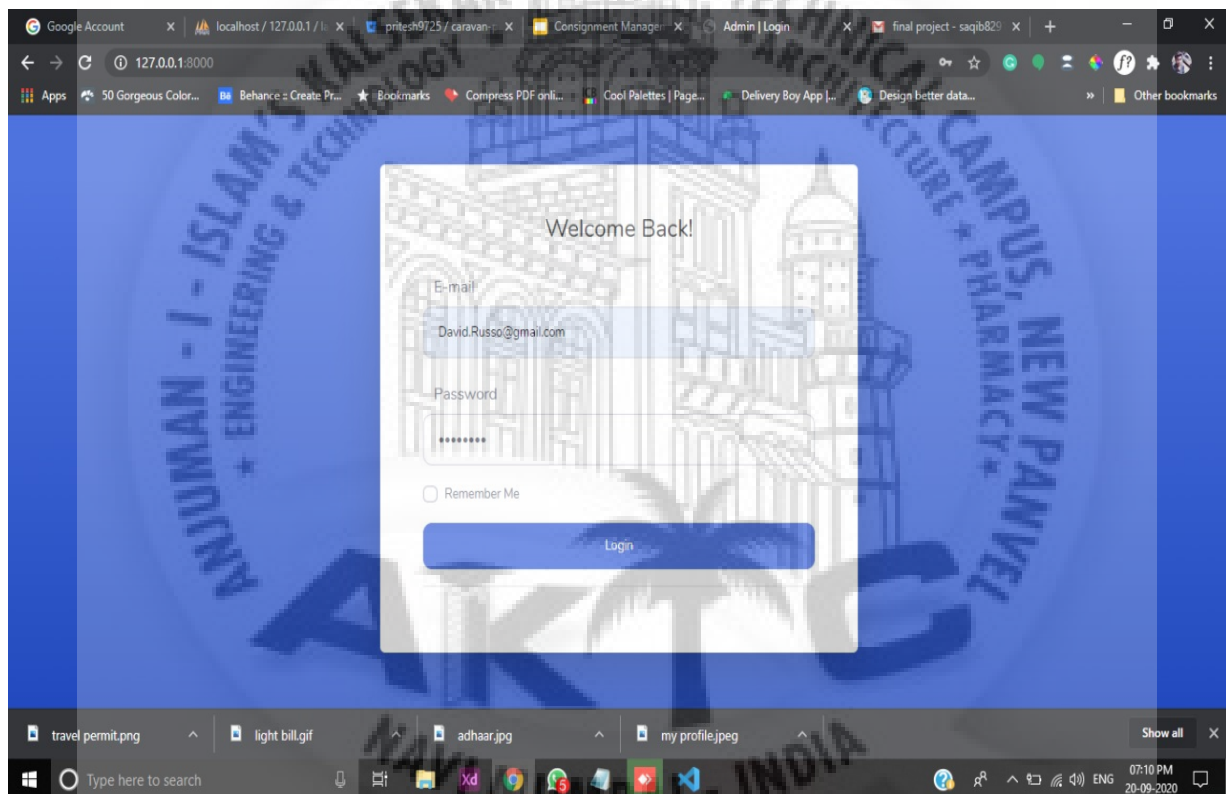 Google Account
localhost / 127.0.0.1 / la
pritesh9725 / caravan-
Consignment Manager
Admin | Login
final project - saqib829
127.0.0.1:8000
Apps
50 Gorgeous Color...
Behance :: Create Pr...
Bookmarks
Compress PDF onli...
Cool Palettes | Page...
Delivery Boy App |...
Design better data...
Other bookmarks
ANJUMAN - I - ISLAM'S KALSEKAR TECHNICAL CAMPUS, NEW PANVEL
ENGINEERING & TECHNOLOGY
ARCHITECTURE * PHARMACY *
Welcome Back!
E-mail
David.Russo@gmail.com
Password
Remember Me
Login
AKTC
INDIA
travel permit.png
light bill.gif
adhaar.jpg
my profile.jpeg
Show all
Type here to search
ENG
07:10 PM
20-09-2020